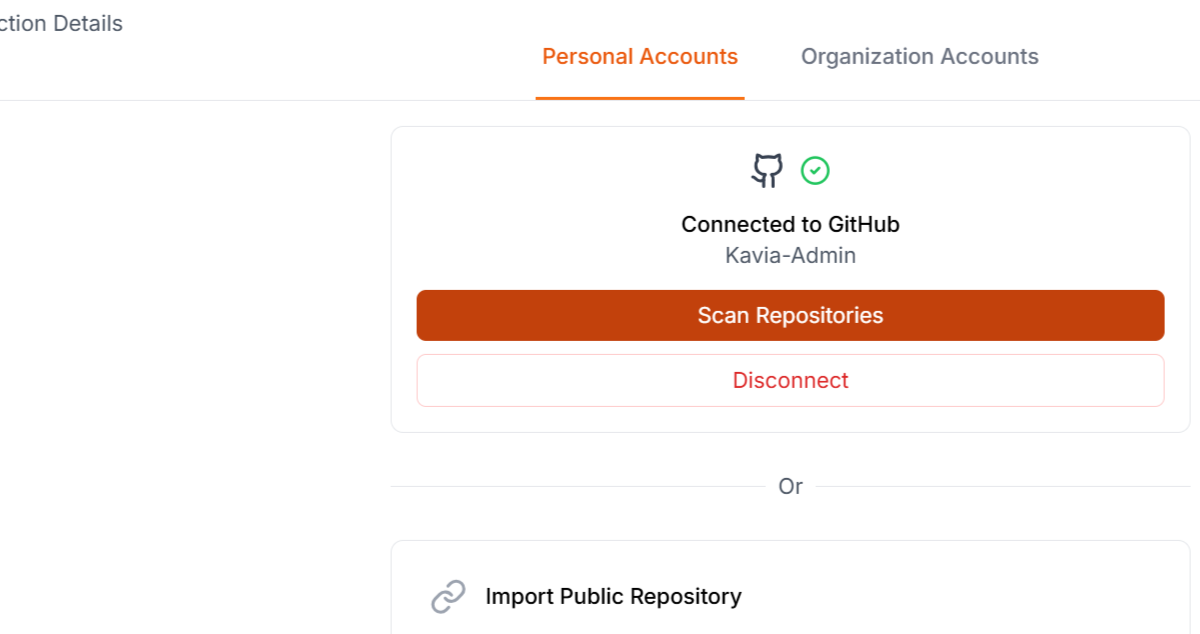 ction Details
Personal Accounts
Organization Accounts
Connected to GitHub
Kavia-Admin
Scan Repositories
Disconnect
Or
Import Public Repository